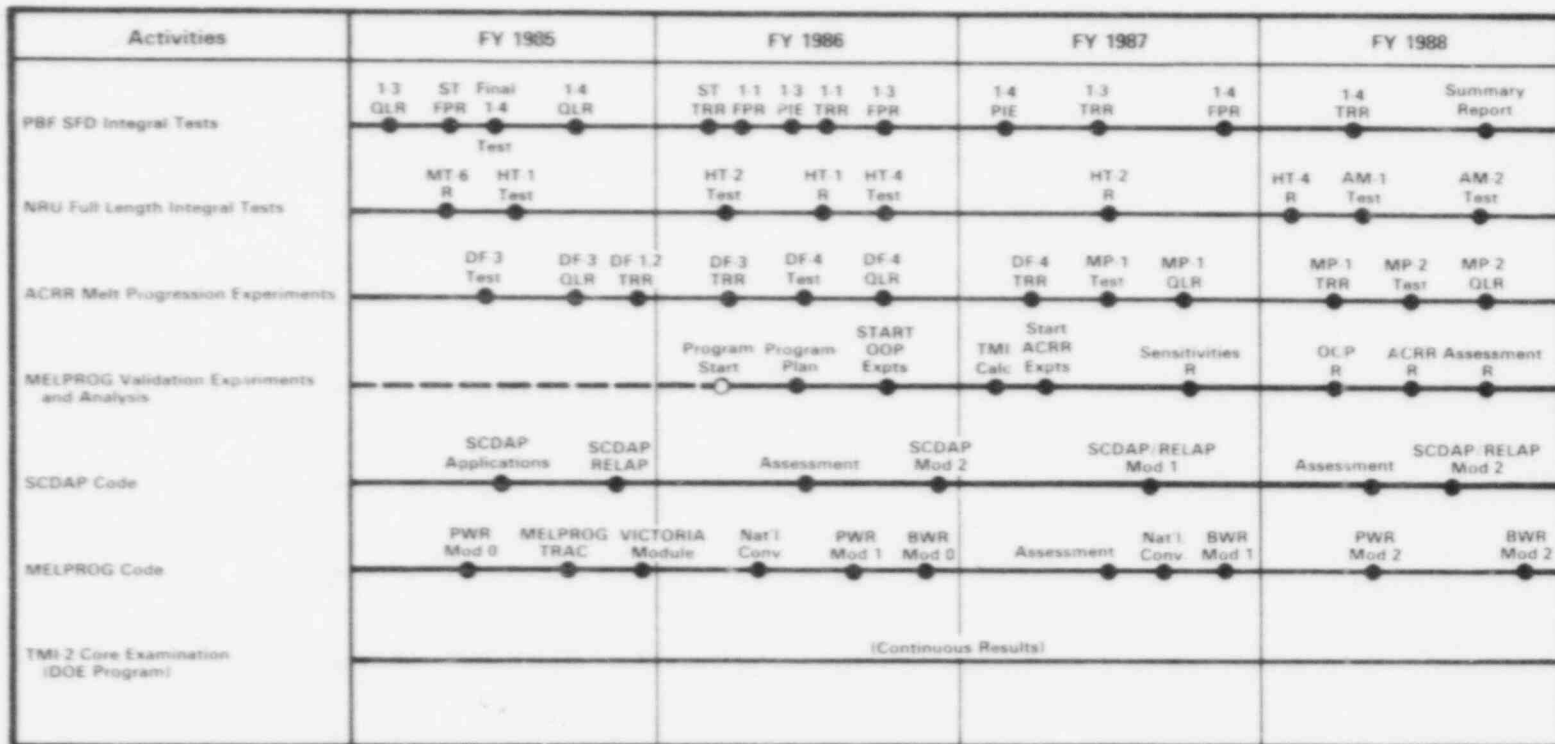 Activities
FY 1985
FY 1986
FY 1987
FY 1988
PBF SFD Integral Tests
1-3 ST Final 1-4
QLR FPR 1-4 QLR
Test
ST 1-1 1-3 1-1 1-3
TRR FPR PIE TRR FPR
1-4 1-3 1-4
PIE TRR FPR
1-4 Summary
TRR Report
NRU Full Length Integral Tests
MT-6 HT-1
R Test
HT-2 HT-1 HT-4
Test R Test
HT-2
R
HT-4 AM-1 AM-2
R Test Test
ACRR Melt Progression Experiments
DF-3 DF-3 DF-1,2
Test QLR TRR
DF-3 DF-4 DF-4
TRR Test QLR
DF-4 MP-1 MP-1
TRR Test QLR
MP-1 MP-2 MP-2
TRR Test QLR
MELPROG Validation Experiments
and Analysis
Program Program START
Start Plan OOP
Expts
TMI Start
Calc ACRR
Expts
Sensitivities
R
R
ACRR Assessment
R R
SCDAP Code
SCDAP SCDAP
Applications RELAP
Assessment
SCDAP
Mod 2
SCDAP/RELAP
Mod 1
Assessment
SCDAP/RELAP
Mod 2
MELPROG Code
PWR MELPROG VICTORIA
Mod 0 TRAC Module
Nat'l PWR BWR
Conv. Mod 1 Mod 0
Assessment
Nat'l BWR
Conv. Mod 1
PWR BWR
Mod 2 Mod 2
TMI-2 Core Examination
(DOE Program)
(Continuous Results)